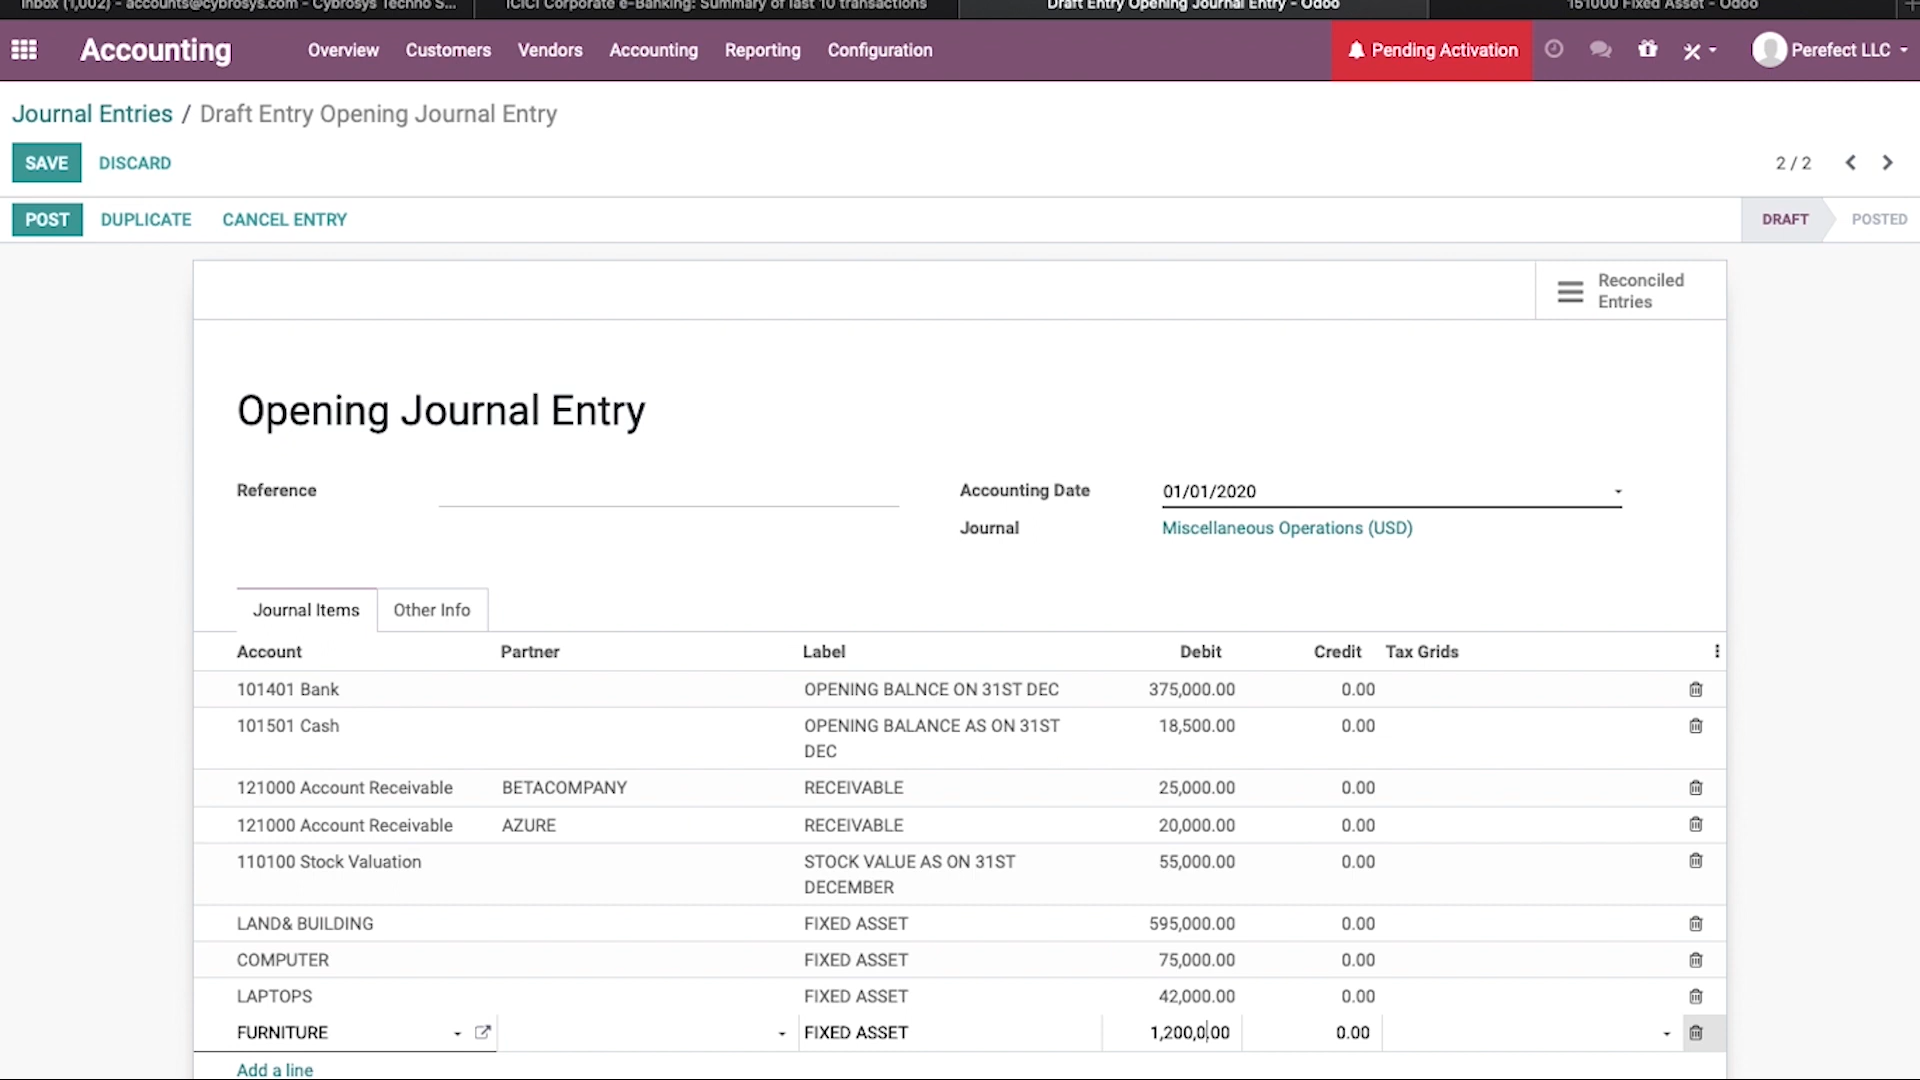 Inbox (1,002) - accounts@cybrosys.com - Cybrosys Techno S...
ICICI Corporate e-Banking: Summary of last 10 transactions
Draft Entry Opening Journal Entry - Odoo
151000 Fixed Asset - Odoo
Accounting Overview Customers Vendors Accounting Reporting Configuration Pending Activation Perefect LLC
Journal Entries / Draft Entry Opening Journal Entry
SAVE DISCARD 2 / 2
POST DUPLICATE CANCEL ENTRY DRAFT POSTED
Reconciled
Entries
Opening Journal Entry
Reference Accounting Date 01/01/2020
Journal Miscellaneous Operations (USD)
Journal Items Other Info
Account Partner Label Debit Credit Tax Grids
101401 Bank OPENING BALNCE ON 31ST DEC 375,000.00 0.00
101501 Cash OPENING BALANCE AS ON 31ST 18,500.00 0.00
DEC
121000 Account Receivable BETACOMPANY RECEIVABLE 25,000.00 0.00
121000 Account Receivable AZURE RECEIVABLE 20,000.00 0.00
110100 Stock Valuation STOCK VALUE AS ON 31ST 55,000.00 0.00
DECEMBER
LAND& BUILDING FIXED ASSET 595,000.00 0.00
COMPUTER FIXED ASSET 75,000.00 0.00
LAPTOPS FIXED ASSET 42,000.00 0.00
FURNITURE FIXED ASSET 1,200,0.00 0.00
Add a line